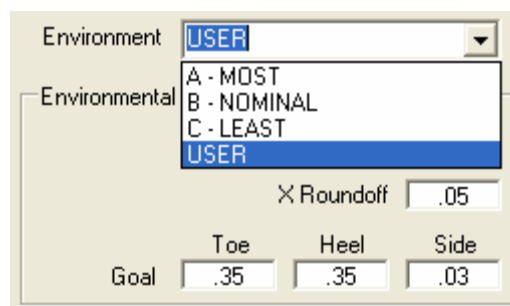 Environment USER
A - MOST
Environmental B - NOMINAL
C - LEAST
USER
X Roundoff .05
Toe Heel Side
Goal .35 .35 .03